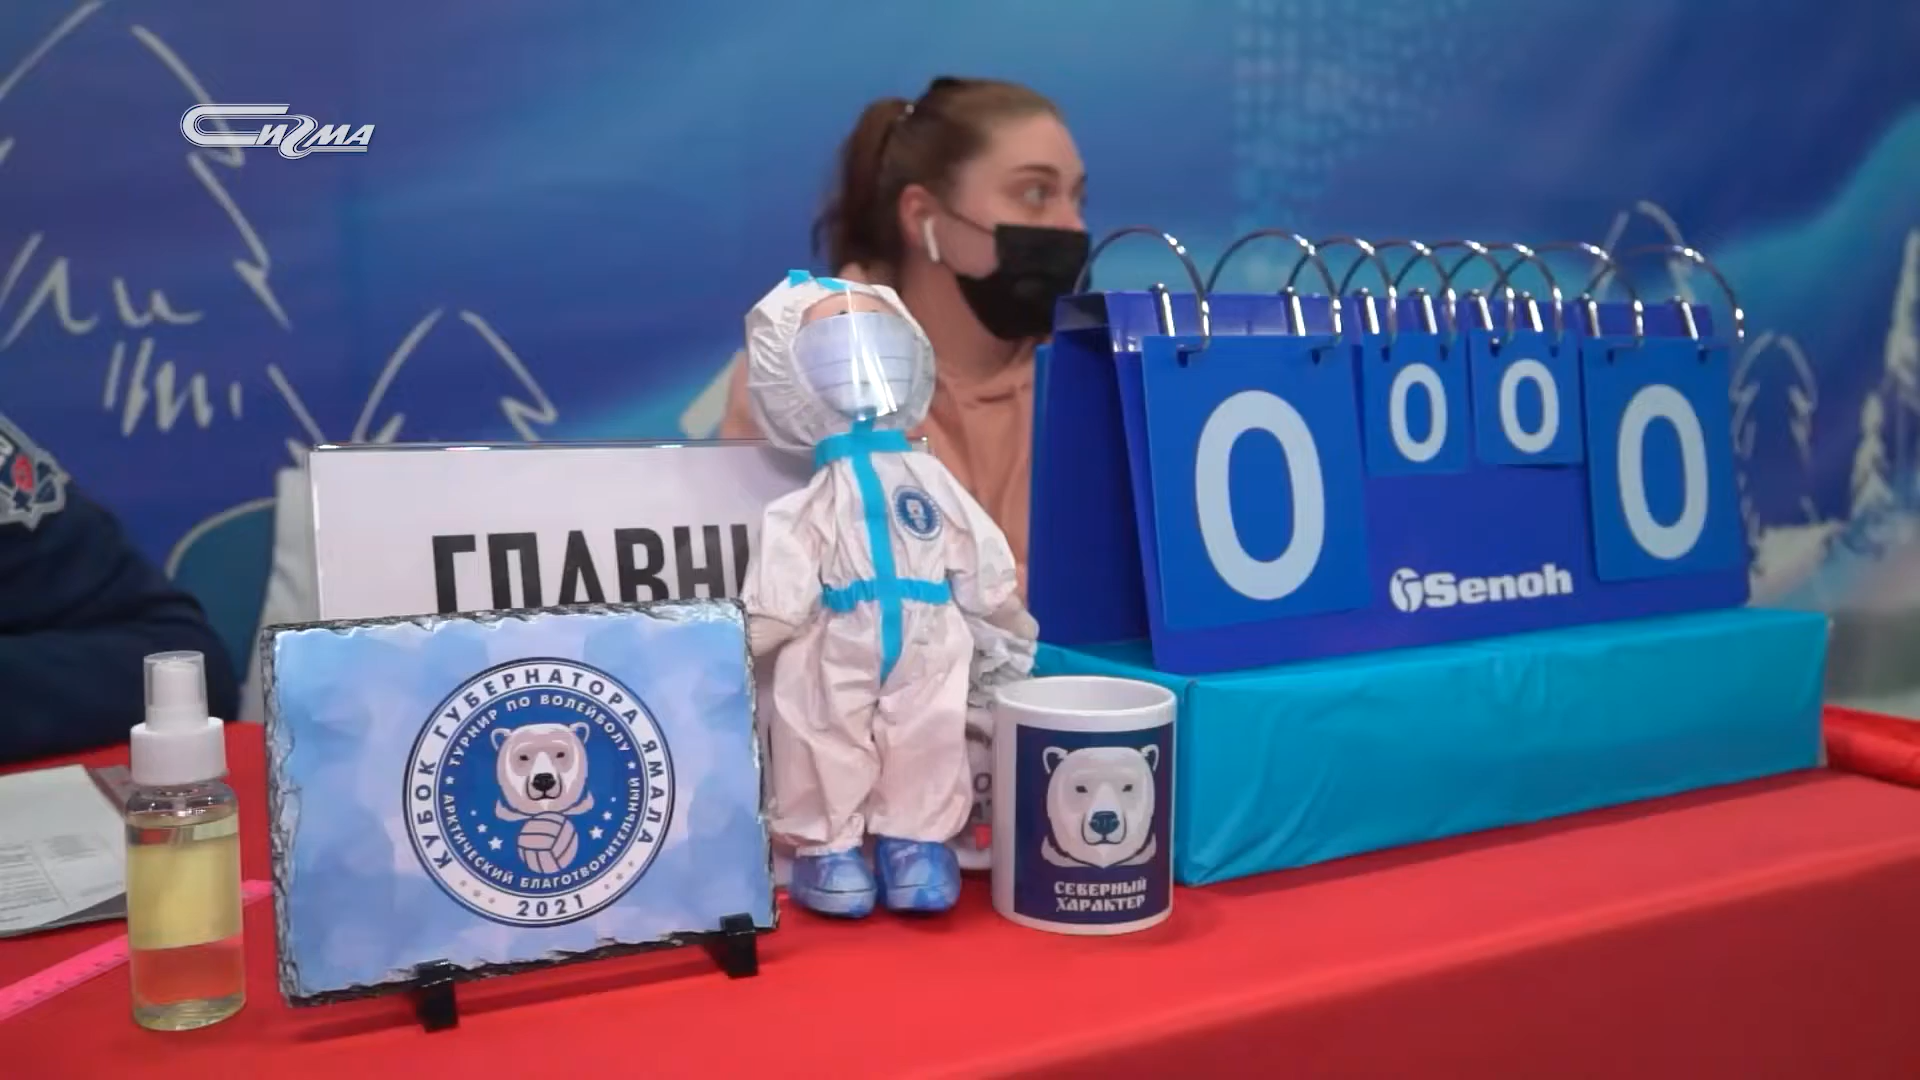 СИГМА
ГЛАВН
КУБОК ГУБЕРНАТОРА ЯМАЛА
ТУРНИР ПО ВОЛЕЙБОЛУ
АРКТИЧЕСКИЙ БЛАГОТВОРИТЕЛЬНЫЙ
2021
СЕВЕРНЫЙ
ХАРАКТЕР
0 0 0 0
Senoh